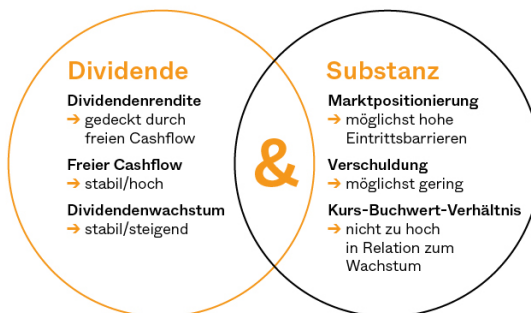 Dividende
Dividendenrendite
→ gedeckt durch
freien Cashflow
Freier Cashflow
→ stabil/hoch
Dividendenwachstum
→ stabil/steigend
&
Substanz
Marktpositionierung
→ möglichst hohe
Eintrittsbarrieren
Verschuldung
→ möglichst gering
Kurs-Buchwert-Verhältnis
→ nicht zu hoch
in Relation zum
Wachstum